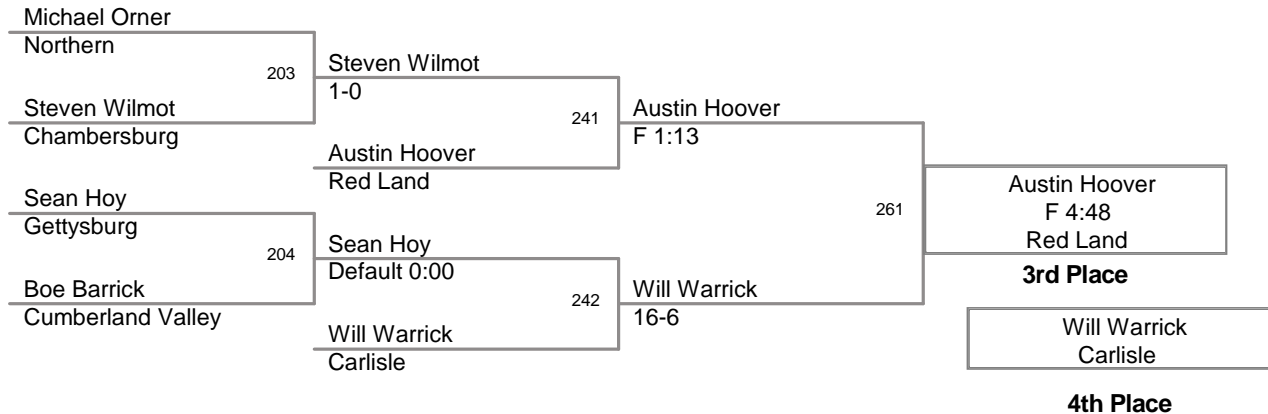 Michael Orner
Northern
203
Steven Wilmot
1-0
Steven Wilmot
Chambersburg
241
Austin Hoover
F 1:13
Austin Hoover
Red Land
Sean Hoy
Gettysburg
204
Sean Hoy
Default 0:00
Boe Barrick
Cumberland Valley
242
Will Warrick
16-6
Will Warrick
Carlisle
261
Austin Hoover
F 4:48
Red Land
3rd Place
Will Warrick
Carlisle
4th Place